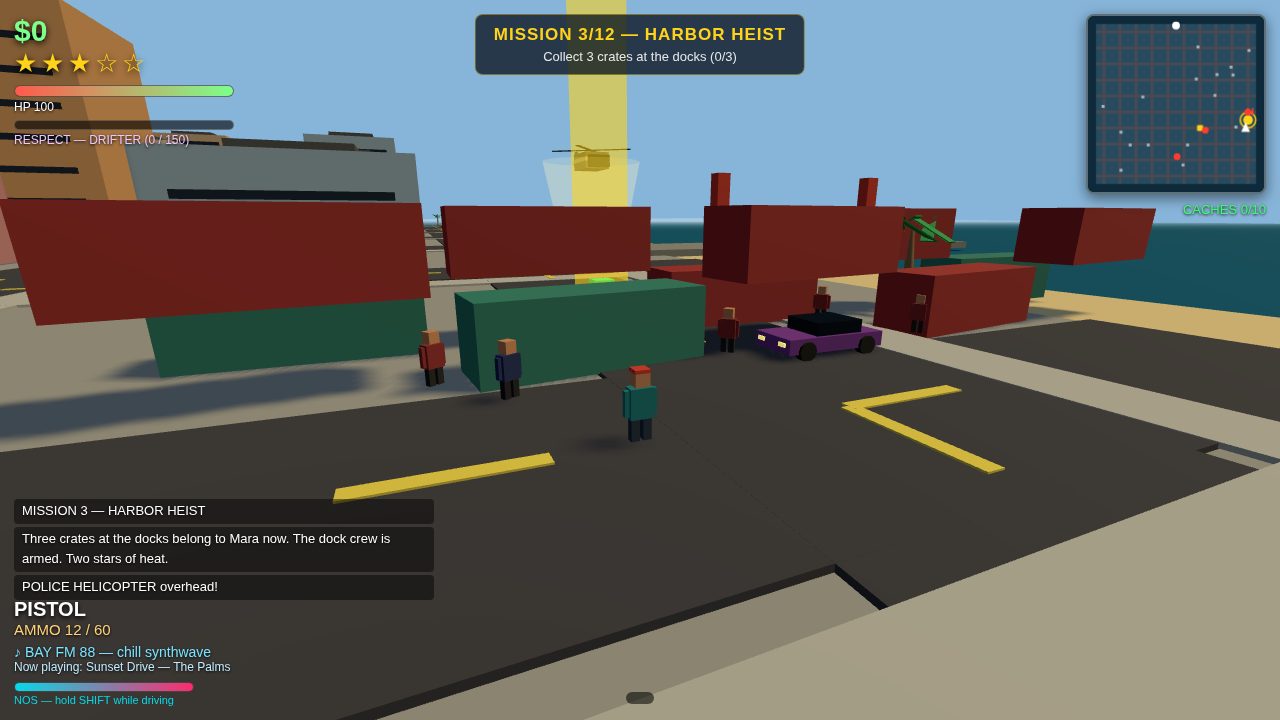 $0
★★★☆☆
HP 100
RESPECT — DRIFTER (0 / 150)
MISSION 3/12 — HARBOR HEIST
Collect 3 crates at the docks (0/3)
CACHES 0/10
MISSION 3 — HARBOR HEIST
Three crates at the docks belong to Mara now. The dock crew is
armed. Two stars of heat.
POLICE HELICOPTER overhead!
PISTOL
AMMO 12 / 60
♪ BAY FM 88 — chill synthwave
Now playing: Sunset Drive — The Palms
NOS — hold SHIFT while driving